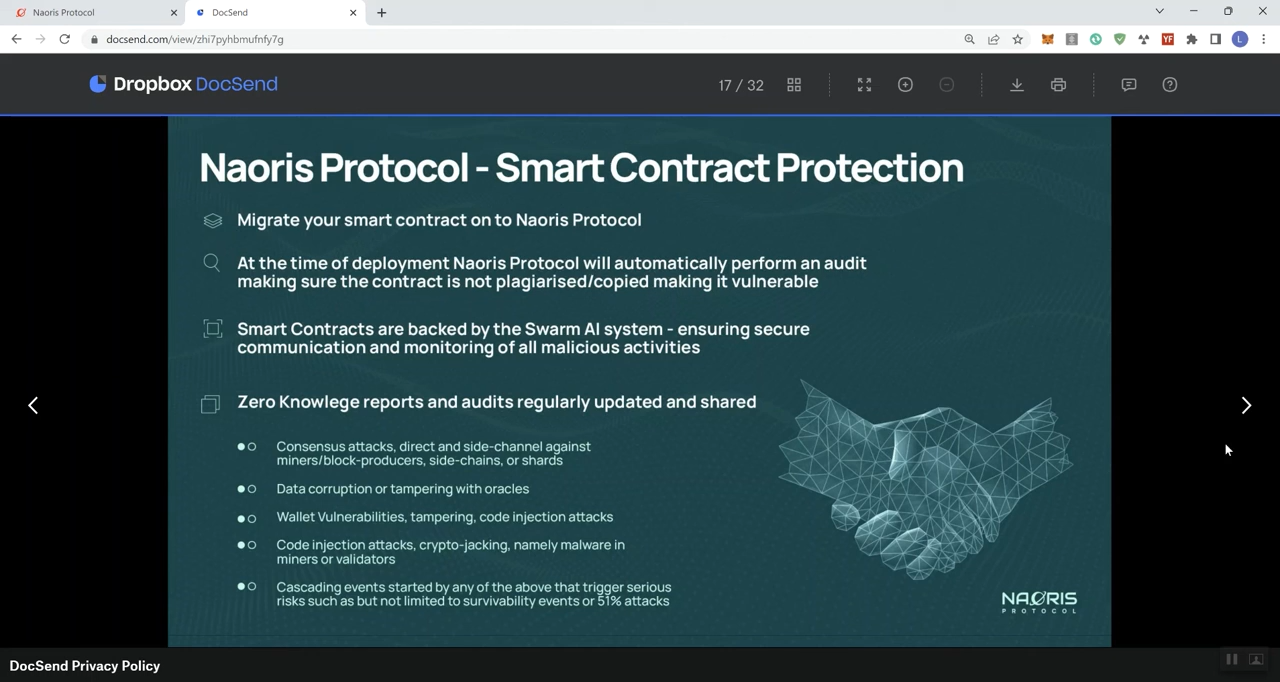 Naoris Protocol
DocSend
docsend.com/view/zhi7pyhbmufnfy7g
YF
L
Dropbox DocSend
17 / 32
Naoris Protocol - Smart Contract Protection
Migrate your smart contract on to Naoris Protocol
At the time of deployment Naoris Protocol will automatically perform an audit
making sure the contract is not plagiarised/copied making it vulnerable
Smart Contracts are backed by the Swarm AI system - ensuring secure
communication and monitoring of all malicious activities
Zero Knowlege reports and audits regularly updated and shared
Consensus attacks, direct and side-channel against
miners/block-producers, side-chains, or shards
Data corruption or tampering with oracles
Wallet Vulnerabilities, tampering, code injection attacks
Code injection attacks, crypto-jacking, namely malware in
miners or validators
Cascading events started by any of the above that trigger serious
risks such as but not limited to survivability events or 51% attacks
NAORIS
PROTOCOL
DocSend Privacy Policy